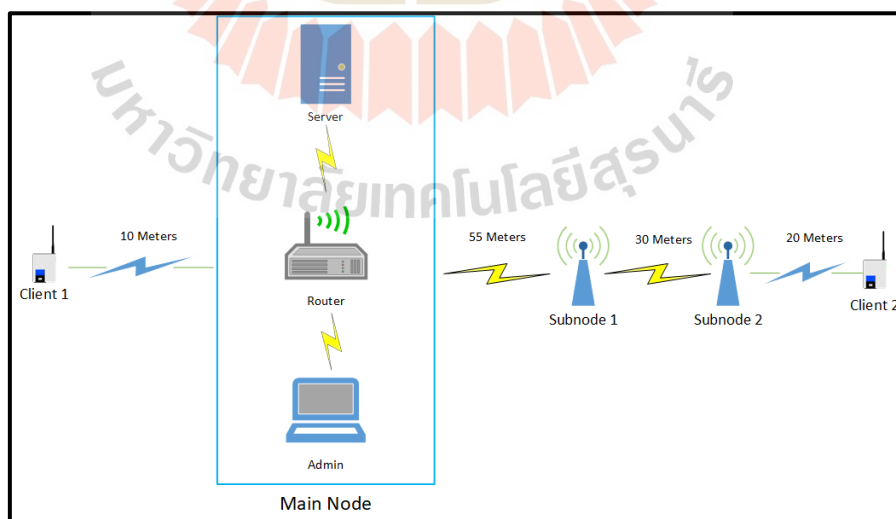 มหาวิทยาลัยเทคโนโลยีสุรนารี
Server
10 Meters
55 Meters
30 Meters
20 Meters
Client 1
Router
Subnode 1
Subnode 2
Client 2
Admin
Main Node